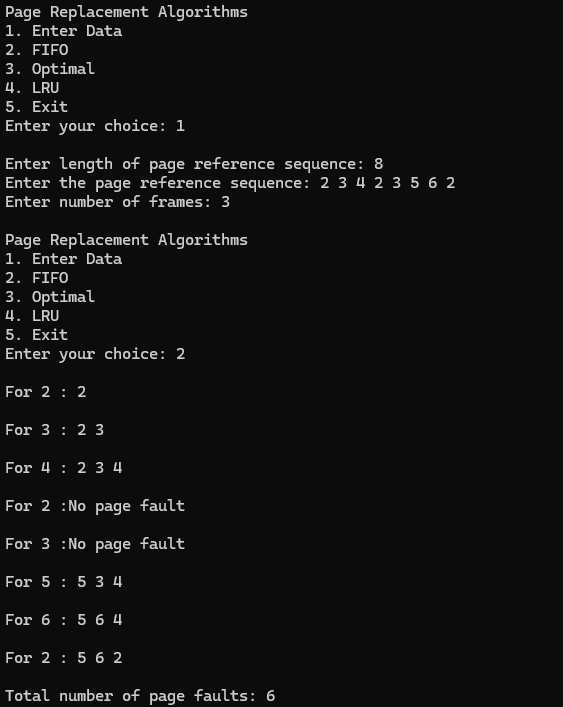 Page Replacement Algorithms
1. Enter Data
2. FIFO
3. Optimal
4. LRU
5. Exit
Enter your choice: 1
Enter length of page reference sequence: 8
Enter the page reference sequence: 2 3 4 2 3 5 6 2
Enter number of frames: 3
Page Replacement Algorithms
1. Enter Data
2. FIFO
3. Optimal
4. LRU
5. Exit
Enter your choice: 2
For 2 : 2
For 3 : 2 3
For 4 : 2 3 4
For 2 :No page fault
For 3 :No page fault
For 5 : 5 3 4
For 6 : 5 6 4
For 2 : 5 6 2
Total number of page faults: 6